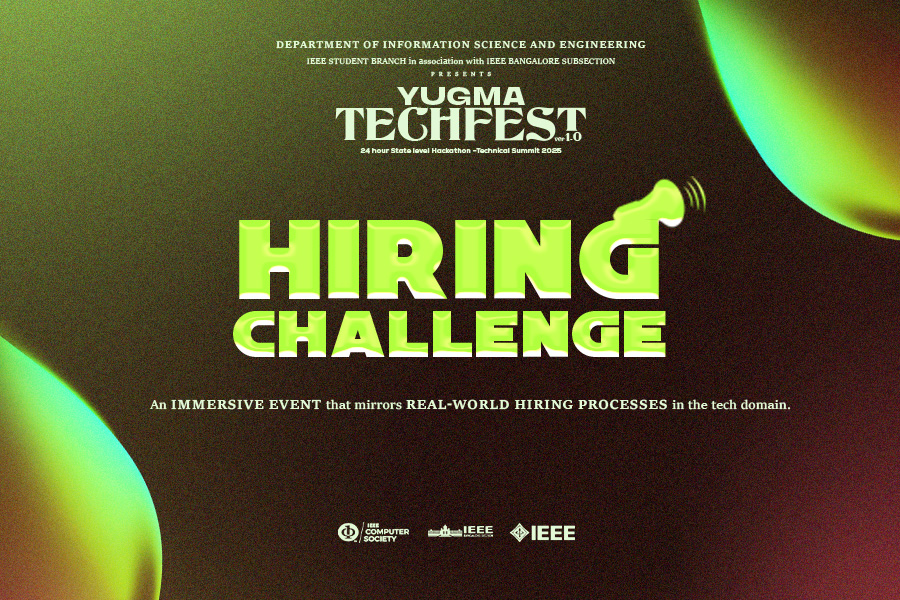 DEPARTMENT OF INFORMATION SCIENCE AND ENGINEERING
IEEE STUDENT BRANCH in association with IEEE BANGALORE SUBSECTION
PRESENTS
YUGMA
TECHFEST ver 1.0
24 hour State level Hackathon -Technical Summit 2025
HIRING
CHALLENGE
An IMMERSIVE EVENT that mirrors REAL-WORLD HIRING PROCESSES in the tech domain.
IEEE COMPUTER SOCIETY
IEEE
IEEE